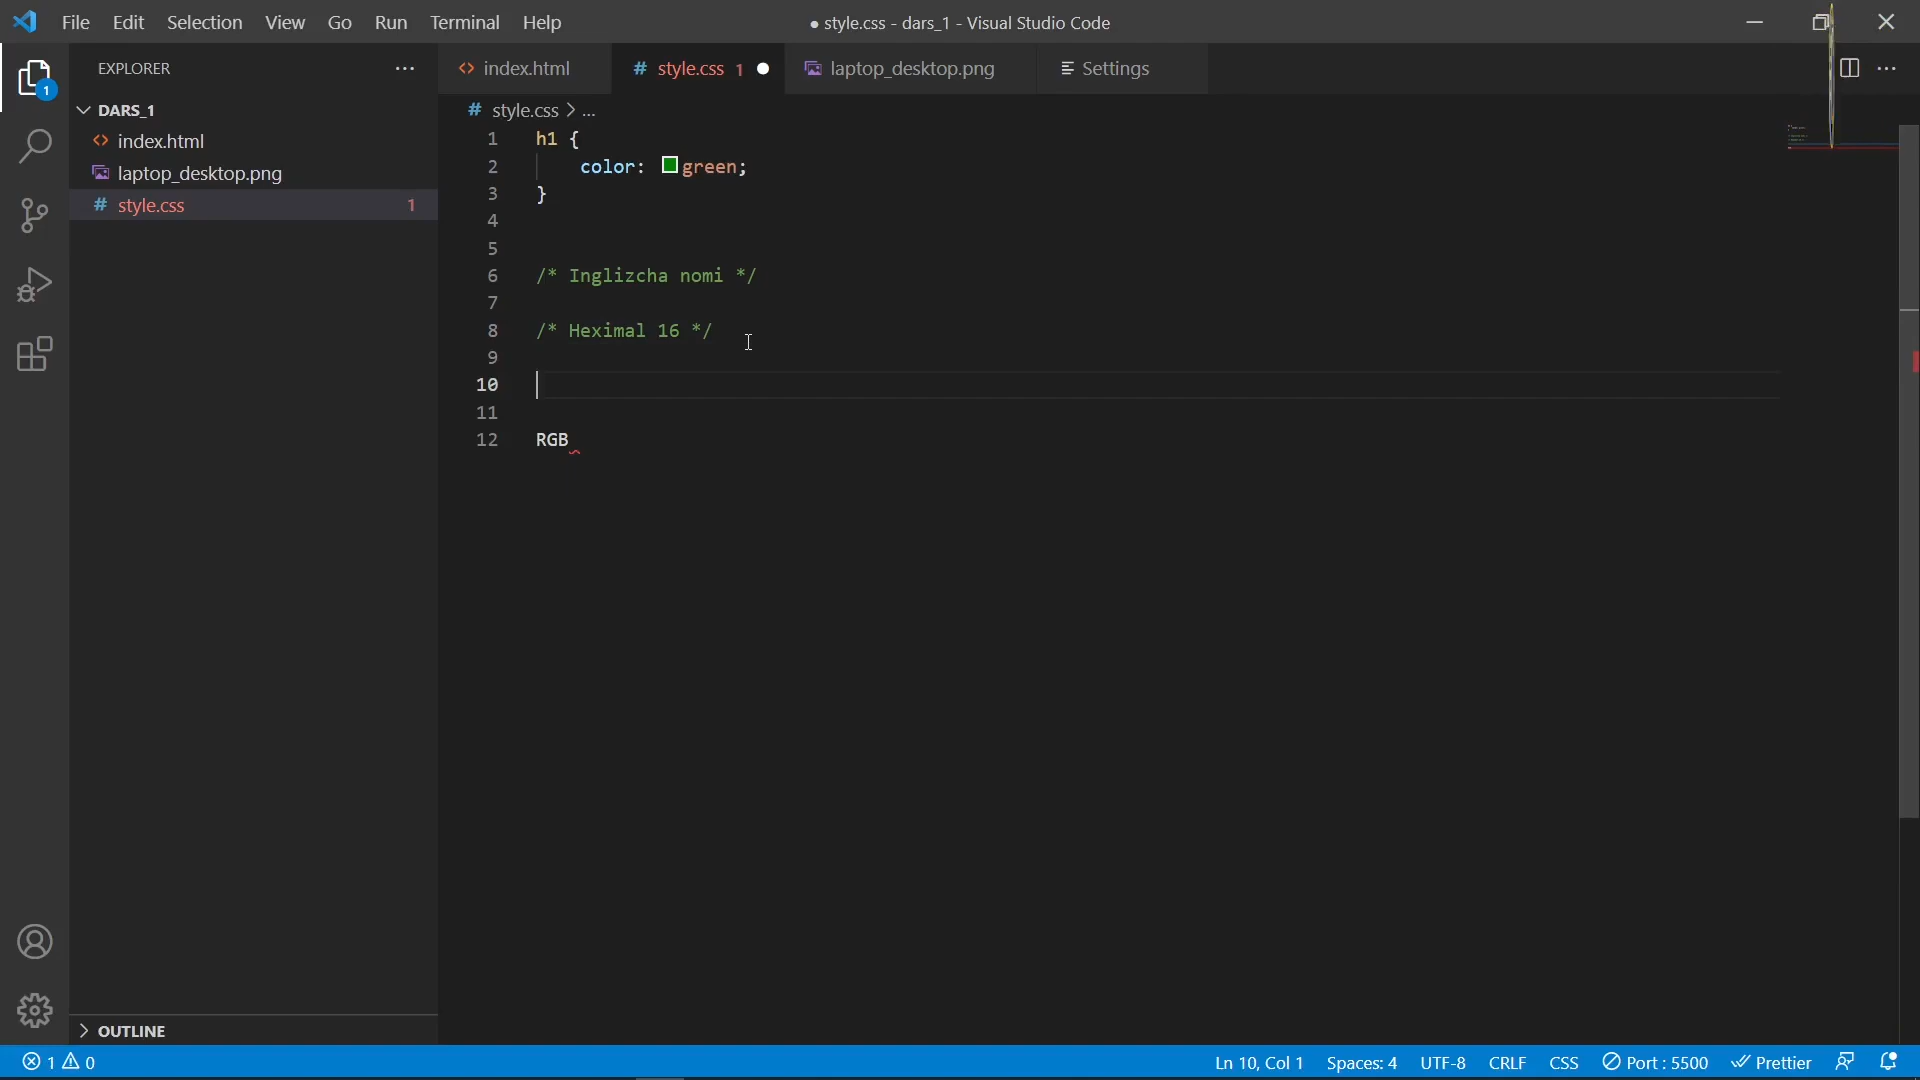 File Edit Selection View Go Run Terminal Help
● style.css - dars_1 - Visual Studio Code
EXPLORER
index.html
# style.css 1
laptop_desktop.png
Settings
DARS_1
index.html
laptop_desktop.png
# style.css 1
1
# style.css > ...
1 h1 {
2 color: green;
3 }
4
5
6 /* Inglizcha nomi */
7
8 /* Heximal 16 */
9
10
11
12 RGB
OUTLINE
1 0
Ln 10, Col 1 Spaces: 4 UTF-8 CRLF CSS Port : 5500 Prettier